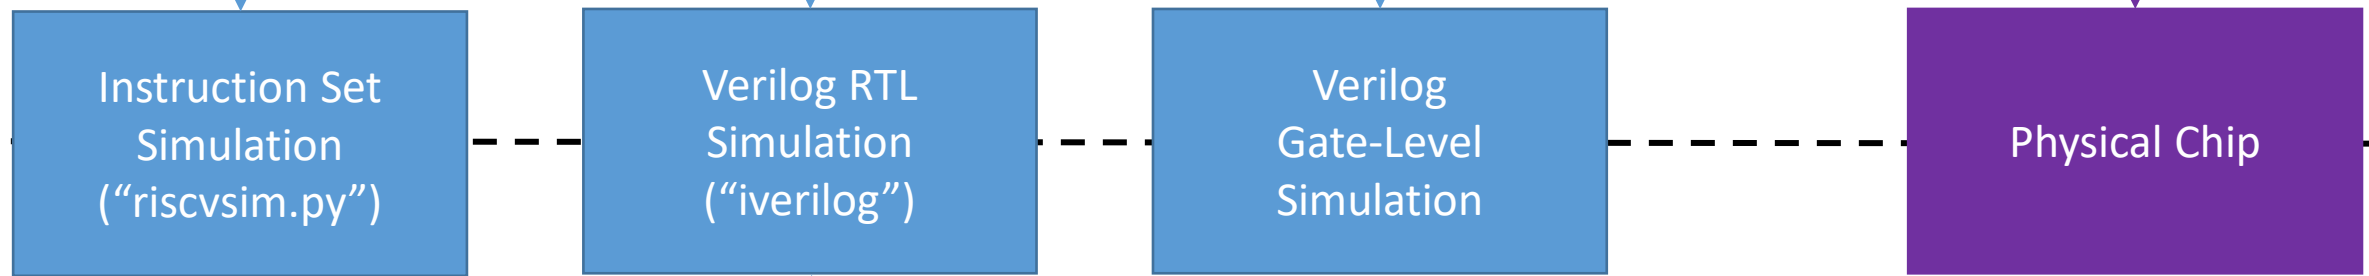 Instruction Set
Simulation
(“riscvsim.py”)
Verilog RTL
Simulation
(“iverilog”)
Verilog
Gate-Level
Simulation
Physical Chip